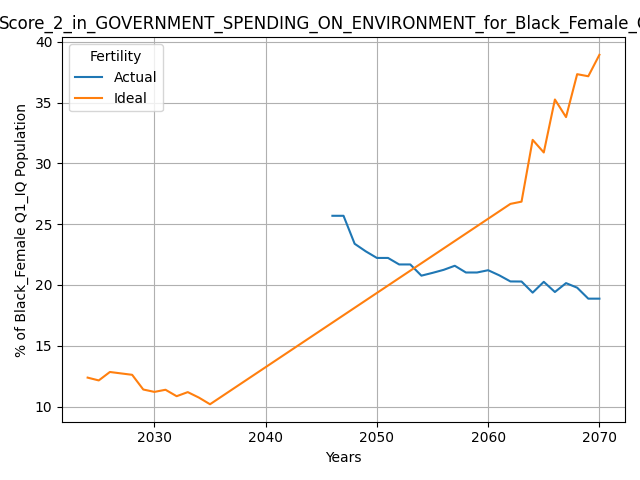 Score_2_in_GOVERNMENT_SPENDING_ON_ENVIRONMENT_for_Black_Female_
40
35
30
25
20
15
10
% of Black_Female Q1_IQ Population
Fertility
Actual
Ideal
2030
2040
2050
2060
2070
Years